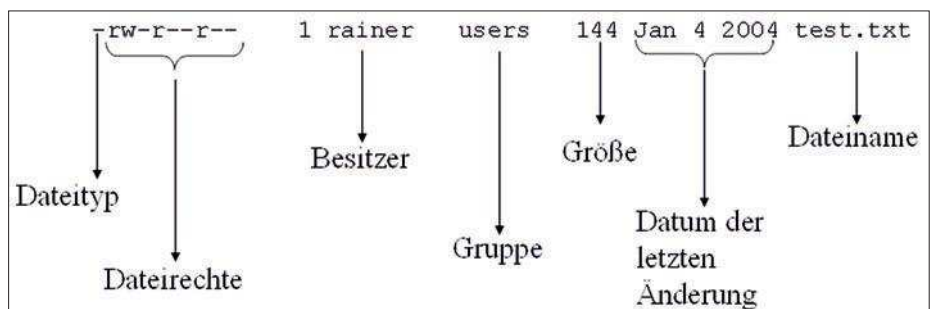 -rw-r--r-- 1 rainer users 144 Jan 4 2004 test.txt
Dateityp
Dateirechte
Besitzer
Gruppe
Größe
Datum der
letzten
Änderung
Dateiname